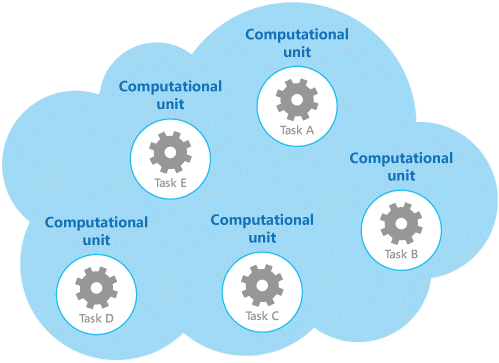 Computational
unit
Task A
Computational
unit
Task E
Computational
unit
Task B
Computational
unit
Task D
Computational
unit
Task C